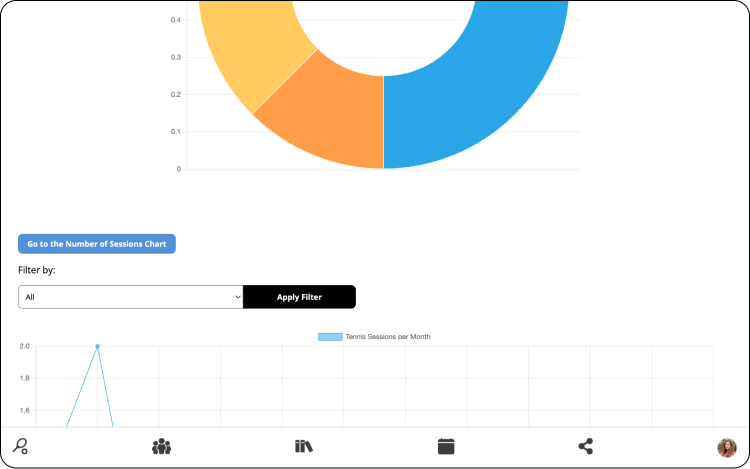 0.4
0.3
0.2
0.1
0
Go to the Number of Sessions Chart
Filter by:
All
Apply Filter
Tennis Sessions per Month
2.0
1.8
1.6